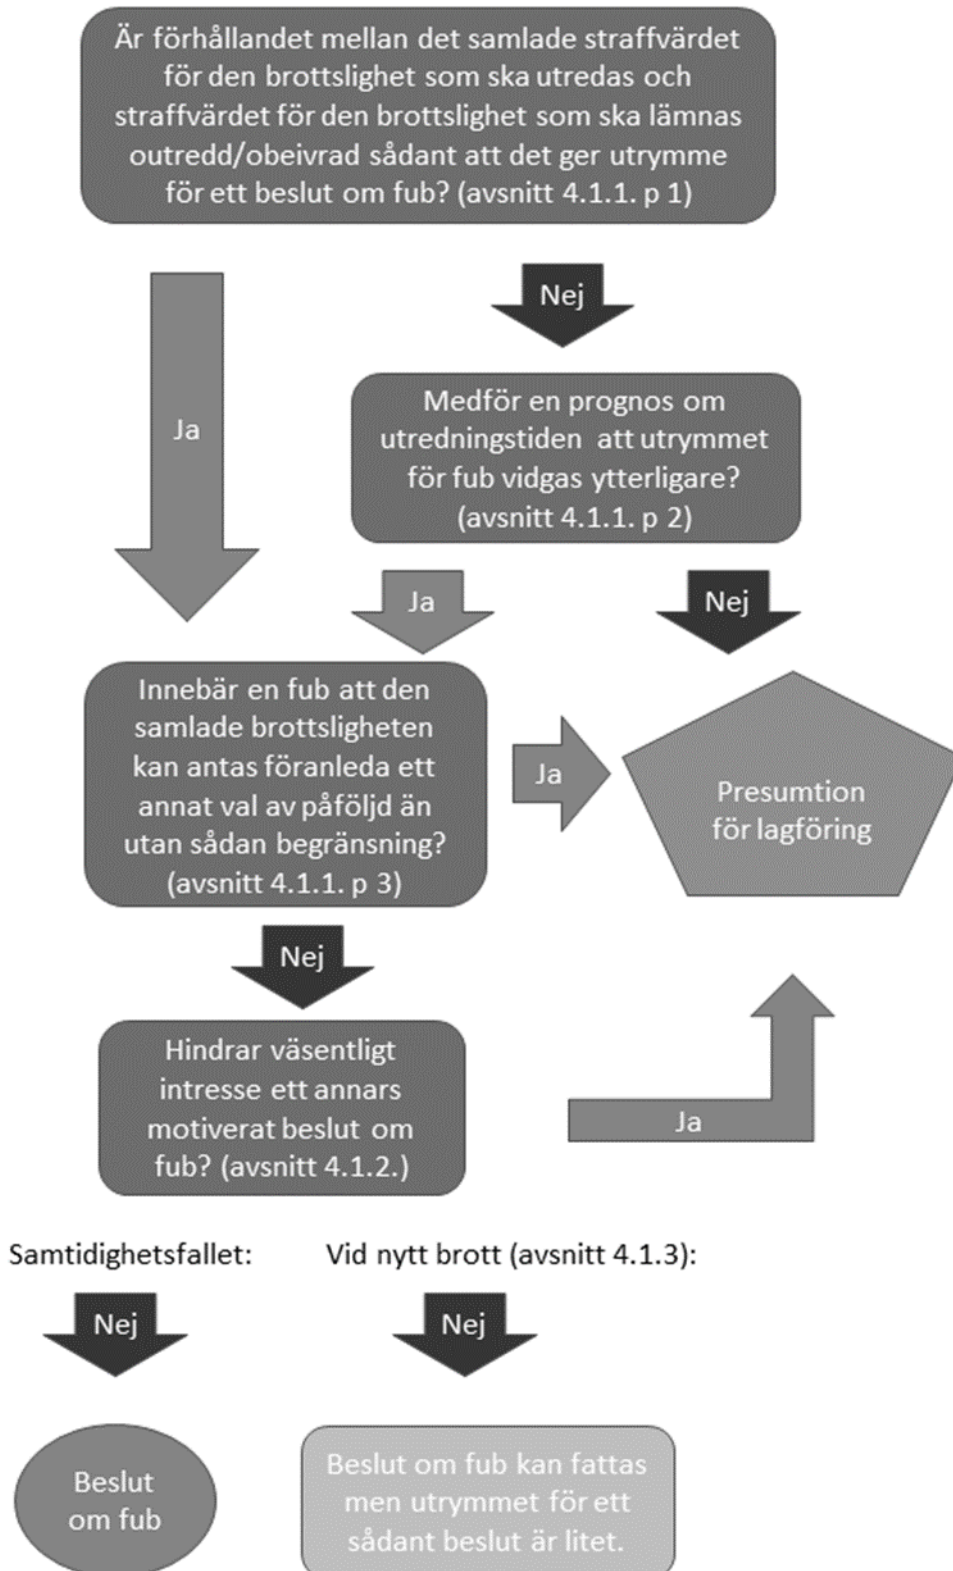 Är förhållandet mellan det samlade straffvärdet
för den brottslighet som ska utredas och
straffvärdet för den brottslighet som ska lämnas
outredd/obeivrad sådant att det ger utrymme
för ett beslut om fub? (avsnitt 4.1.1. p 1)
Nej
Ja
Medför en prognos om
utredningstiden att utrymmet
för fub vidgas ytterligare?
(avsnitt 4.1.1. p 2)
Ja
Nej
Innebär en fub att den
samlade brottsligheten
kan antas föranleda ett
annat val av påföljd än
utan sådan begränsning?
(avsnitt 4.1.1. p 3)
Ja
Presumtion
för lagföring
Nej
Hindrar väsentligt
intresse ett annars
motiverat beslut om
fub? (avsnitt 4.1.2.)
Ja
Samtidighetsfallet:
Vid nytt brott (avsnitt 4.1.3):
Nej
Nej
Beslut
om fub
Beslut om fub kan fattas
men utrymmet för ett
sådant beslut är litet.